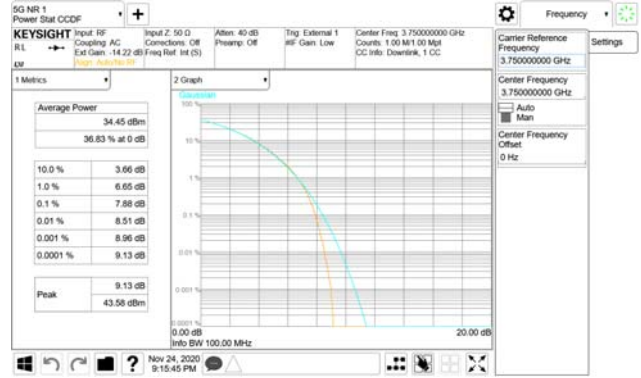 5G NR 1
Power Stat CCDF
Frequency
KEYSIGHT
RL
Input: RF
Coupling: AC
Ext Gain: -14.22 dB
Align: Auto/No RF
Input Z: 50 Ω
Corrections: Off
Freq Ref: Int (S)
Atten: 40 dB
Preamp: Off
Trig: External 1
#IF Gain: Low
Center Freq: 3.750000000 GHz
Counts: 1.00 M/1.00 Mpt
CC Info: Downlink, 1 CC
Carrier Reference
Frequency
3.750000000 GHz
Settings
Center Frequency
3.750000000 GHz
Auto
Man
Center Frequency
Offset
0 Hz
1 Metrics
Average Power
34.45 dBm
36.83 % at 0 dB
10.0 % 3.66 dB
1.0 % 6.65 dB
0.1 % 7.88 dB
0.01 % 8.51 dB
0.001 % 8.96 dB
0.0001 % 9.13 dB
Peak
9.13 dB
43.58 dBm
2 Graph
Gaussian
100 %
10 %
1 %
0.1 %
0.01 %
0.001 %
0.0001 %
0.00 dB
20.00 dB
Info BW 100.00 MHz
Nov 24, 2020
9:15:45 PM